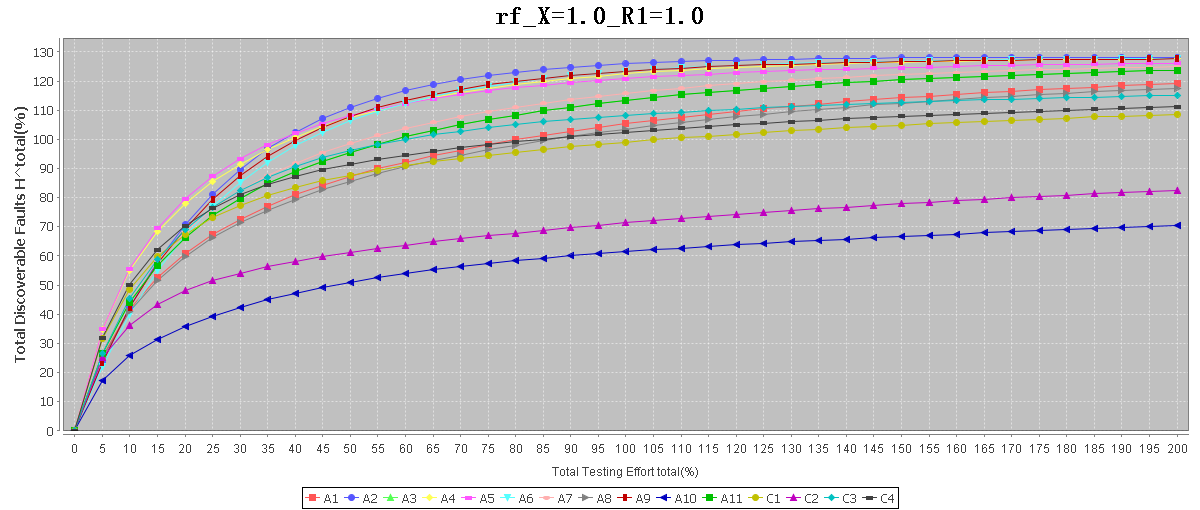 rf_X=1.0_R1=1.0
Total Discoverable Faults H^total(%)
130
120
110
100
90
80
70
60
50
40
30
20
10
0
0 5 10 15 20 25 30 35 40 45 50 55 60 65 70 75 80 85 90 95 100 105 110 115 120 125 130 135 140 145 150 155 160 165 170 175 180 185 190 195 200
Total Testing Effort total(%)
A1 A2 A3 A4 A5 A6 A7 A8 A9 A10 A11 C1 C2 C3 C4